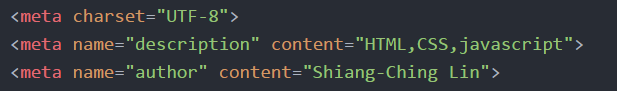 <meta charset="UTF-8">
<meta name="description" content="HTML,CSS,javascript">
<meta name="author" content="Shiang-Ching Lin">